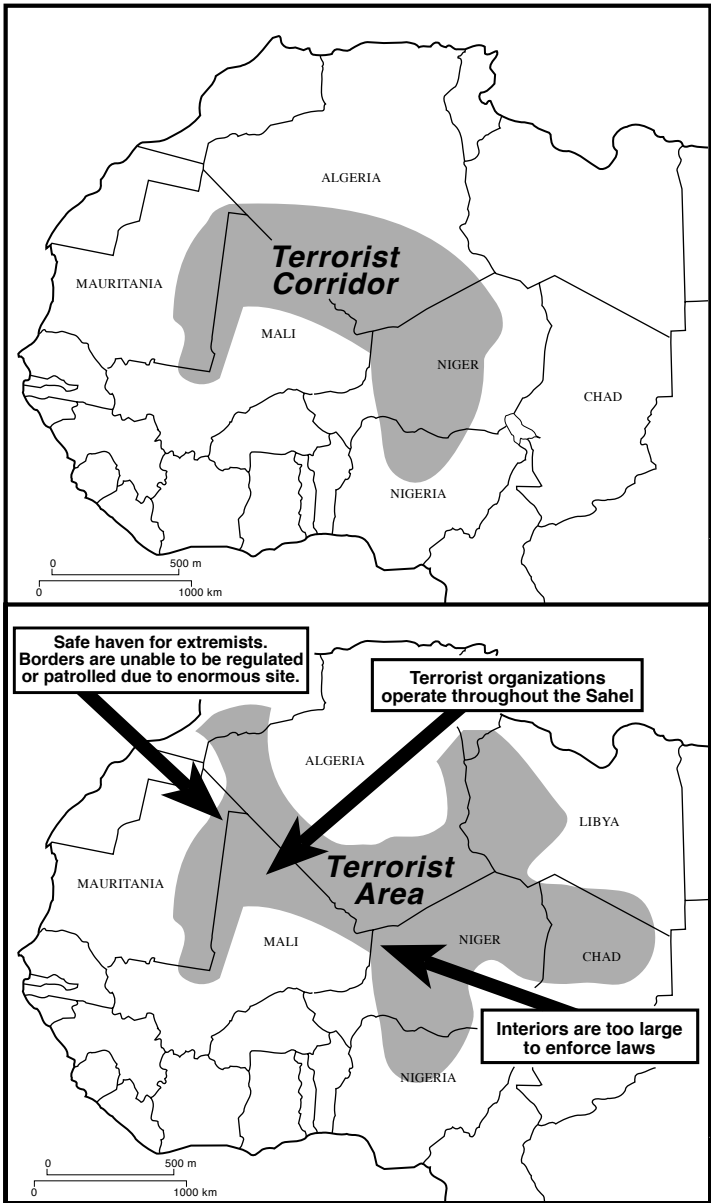 ALGERIA
Terrorist
Corridor
MAURITANIA
MALI
NIGER
CHAD
NIGERIA
0 500 m
0 1000 km
Safe haven for extremists.
Borders are unable to be regulated
or patrolled due to enormous site.
Terrorist organizations
operate throughout the Sahel
ALGERIA
LIBYA
Terrorist
Area
MAURITANIA
MALI
NIGER
CHAD
Interiors are too large
to enforce laws
NIGERIA
0 500 m
0 1000 km